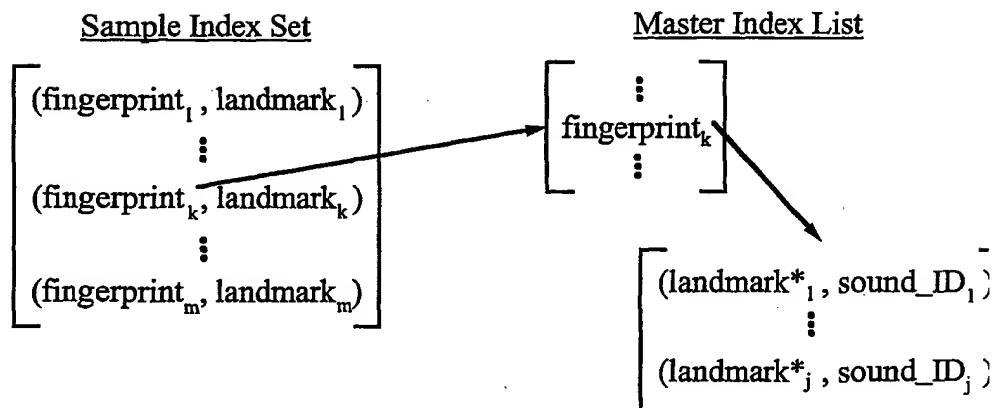 Sample Index Set
(fingerprint₁, landmark₁)
(fingerprintₖ, landmarkₖ)
(fingerprintₘ, landmarkₘ)
Master Index List
fingerprintₖ
(landmark*₁, sound_ID₁)
(landmark*ⱼ, sound_IDⱼ)